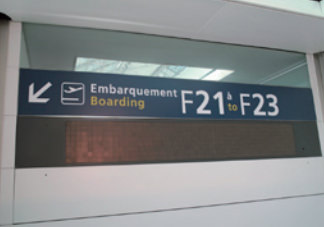 Embarquement
Boarding
F21 à to F23